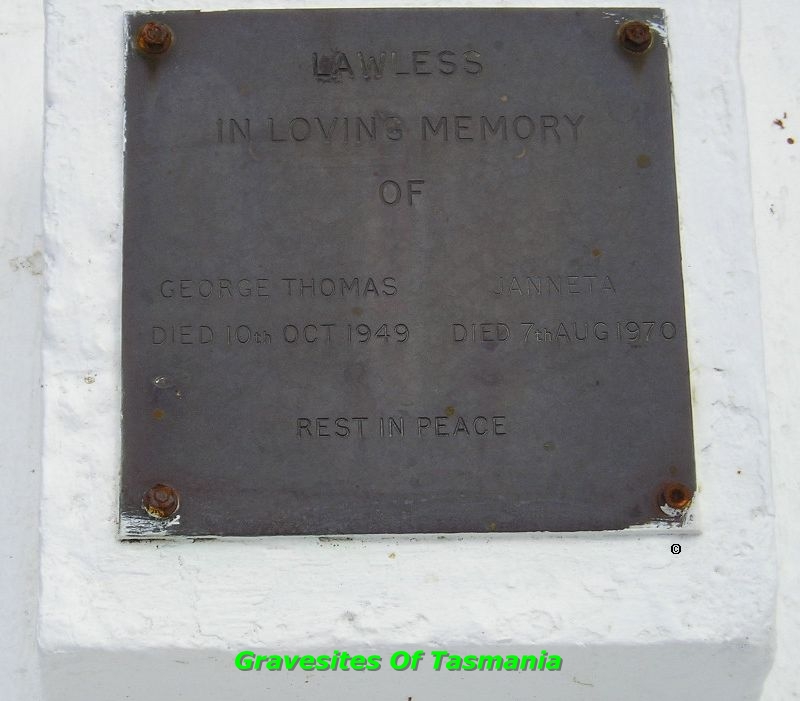 LAWLESS
IN LOVING MEMORY
OF
GEORGE THOMAS JANNETA
DIED 10th OCT 1949 DIED 7th AUG 1970
REST IN PEACE
©
Gravesites Of Tasmania